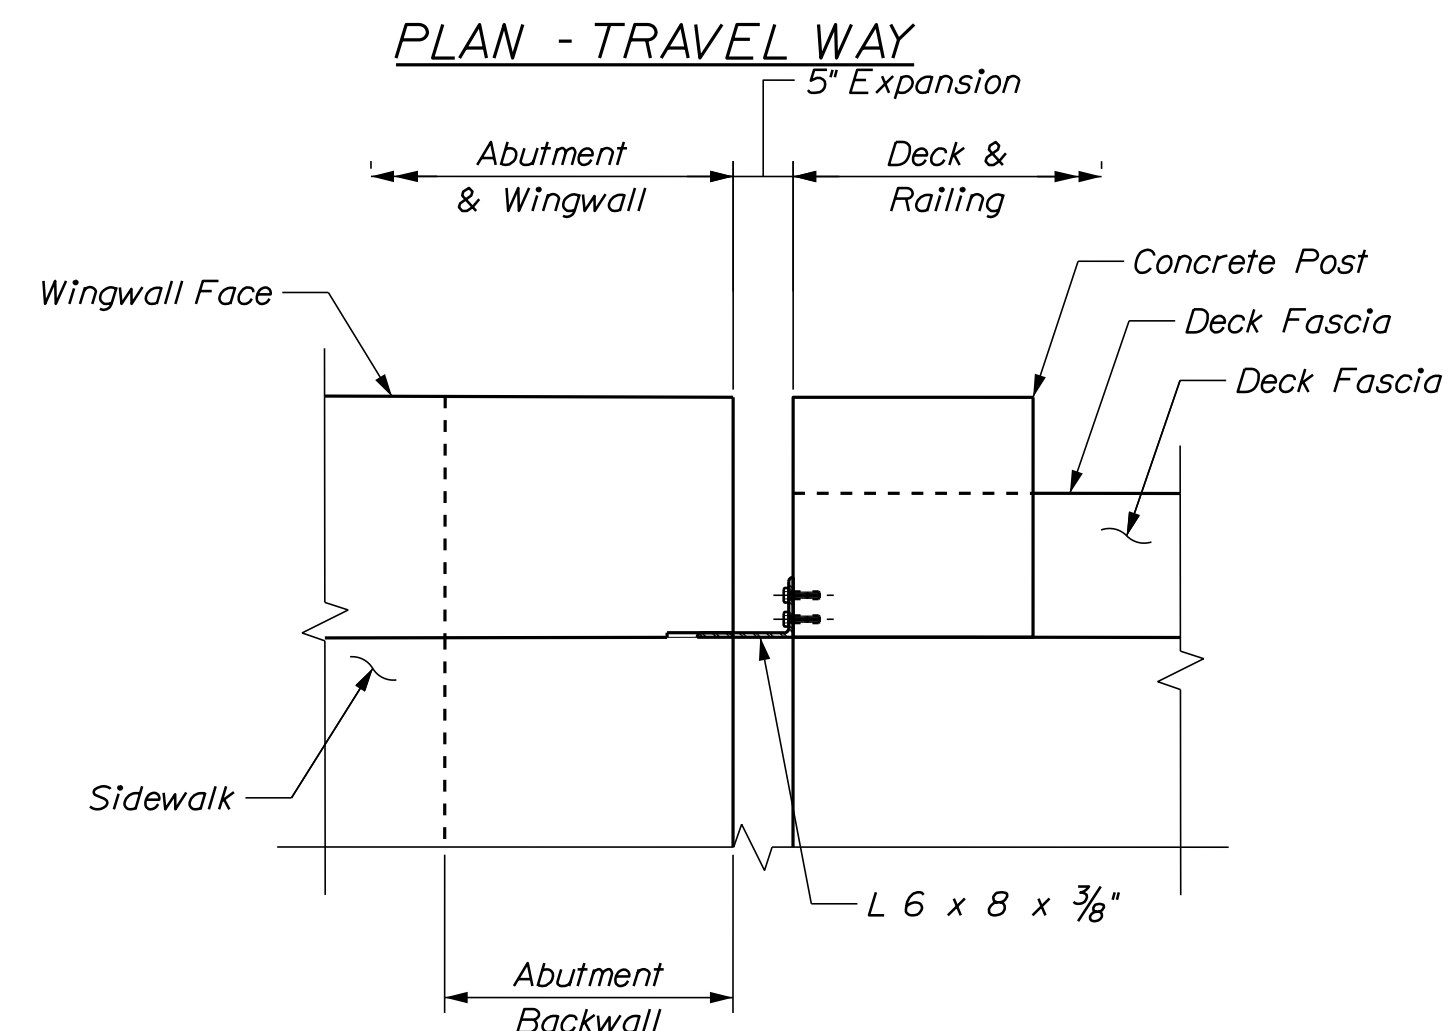 PLAN - TRAVEL WAY
5" Expansion
Abutment
& Wingwall
Deck &
Railing
Concrete Post
Wingwall Face
Deck Fascia
Deck Fascia
Sidewalk
L 6 x 8 x 3/8"
Abutment
Backwall